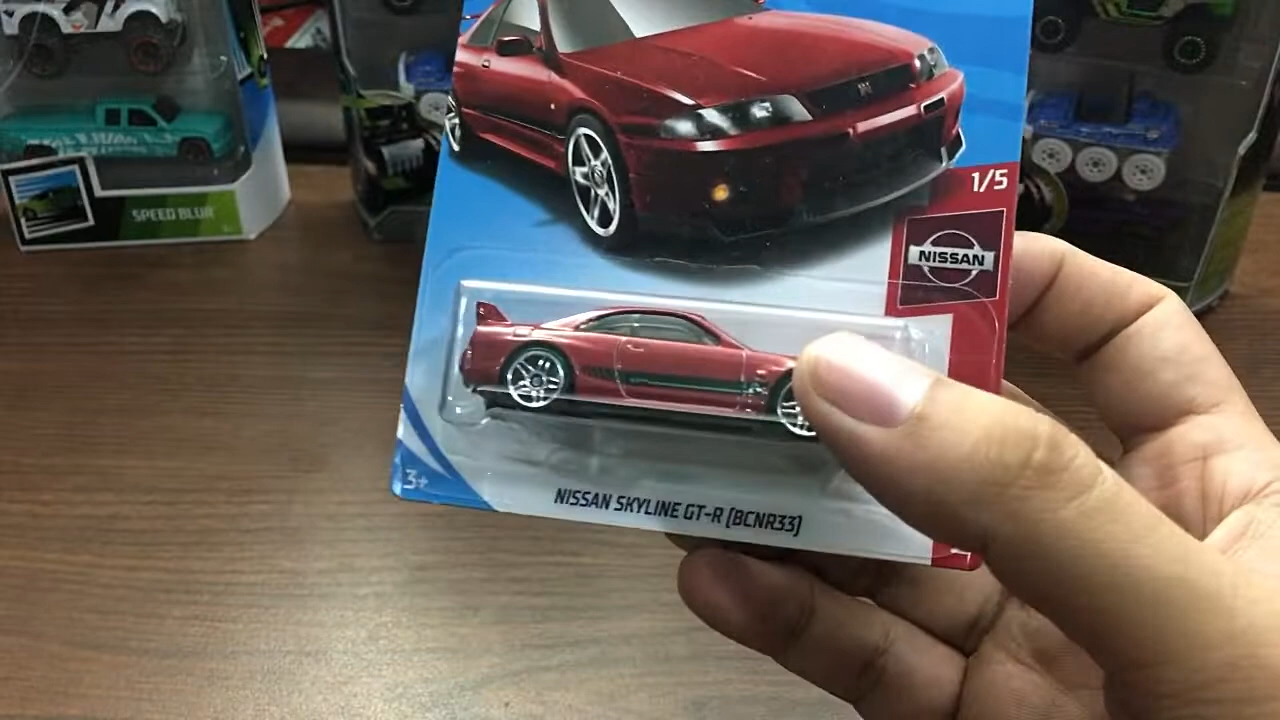 1/5
NISSAN
SPEED BLUR
3+
NISSAN SKYLINE GT-R (BCNR33)